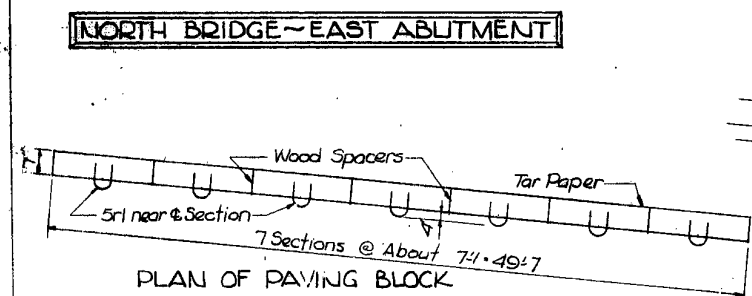 NORTH BRIDGE~EAST ABUTMENT
Wood Spacers
Tar Paper
5r1 near ℄ Section
7 Sections @ About 7'-1 · 49'-7
PLAN OF PAVING BLOCK